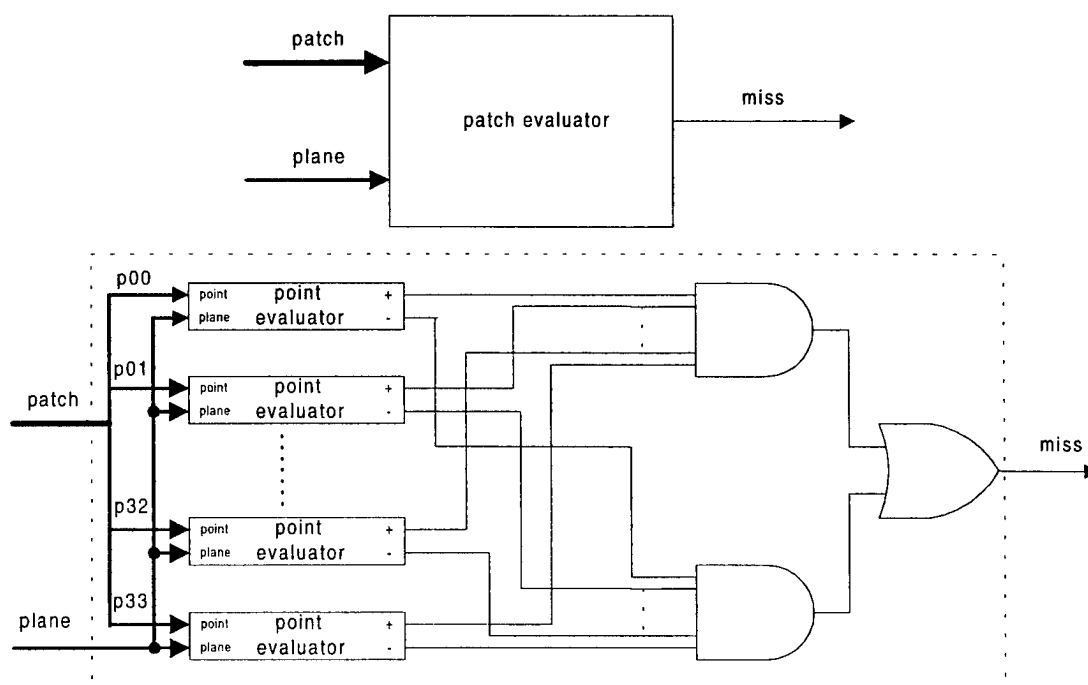 patch
patch evaluator
miss
plane
p00
point point +
plane evaluator -
p01
point point +
plane evaluator -
patch
miss
p32
point point +
plane evaluator -
p33
plane
point point +
plane evaluator -